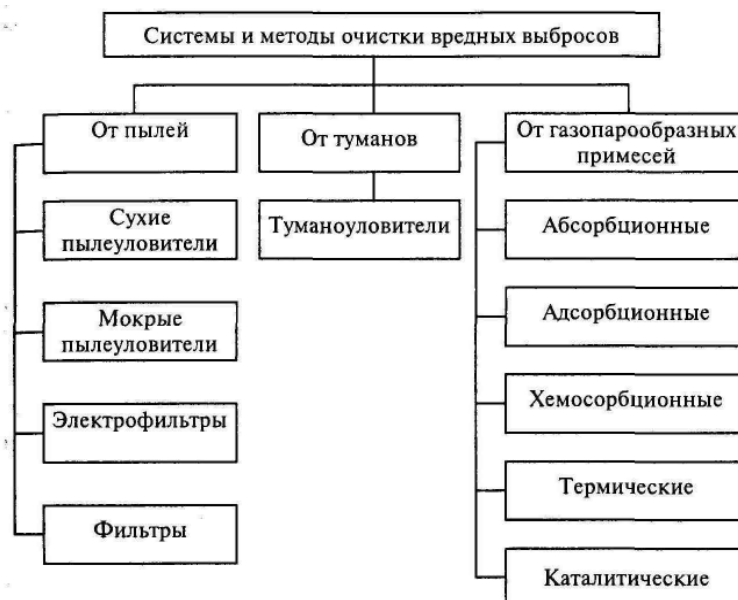 Системы и методы очистки вредных выбросов
От пылей
Сухие
пылеуловители
Мокрые
пылеуловители
Электрофильтры
Фильтры
От туманов
Туманоуловители
От газопарообразных
примесей
Абсорбционные
Адсорбционные
Хемосорбционные
Термические
Каталитические